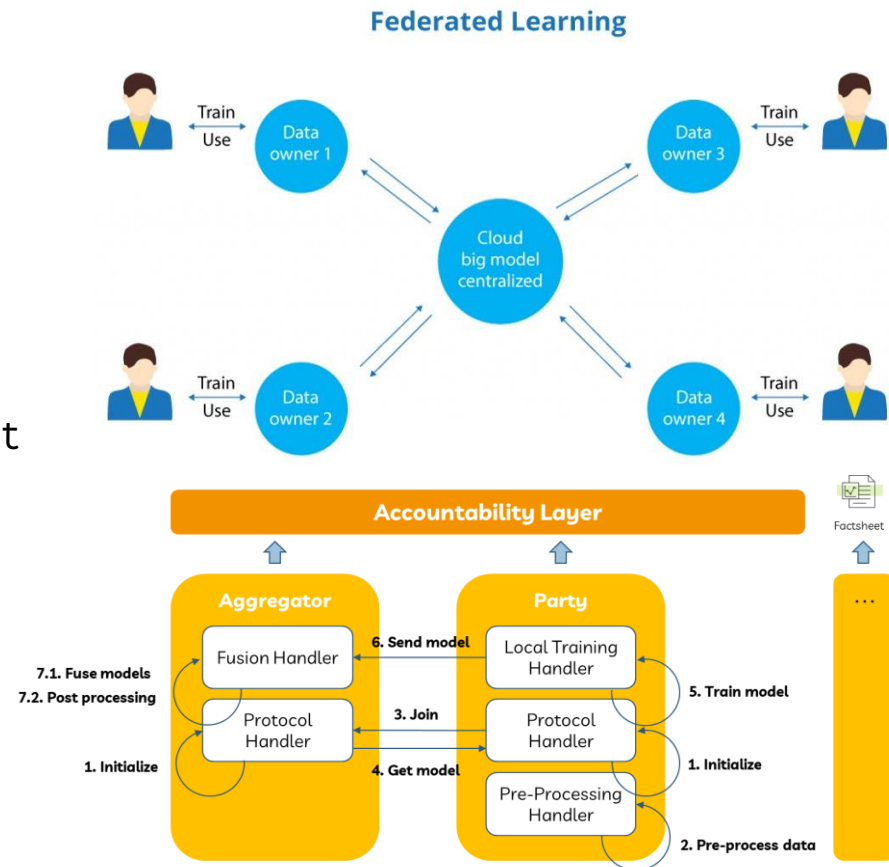 Federated Learning
Train
Use
Data
owner 1
Data
owner 3
Train
Use
Cloud
big model
centralized
Train
Use
Data
owner 2
Data
owner 4
Train
Use
t
Accountability Layer
Factsheet
Aggregator
Party
...
Fusion Handler
6. Send model
Local Training
Handler
7.1. Fuse models
7.2. Post processing
5. Train model
Protocol
Handler
3. Join
Protocol
Handler
1. Initialize
4. Get model
1. Initialize
Pre-Processing
Handler
2. Pre-process data